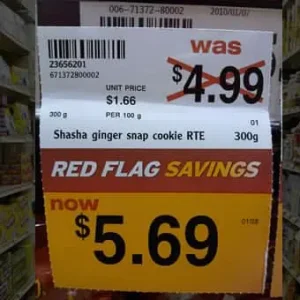 006-71372-80002 2010/01/07
was
$4.99
23656201
671372800002
UNIT PRICE
$1.66
300 g PER 100 g 01
Shasha ginger snap cookie RTE 300g
RED FLAG SAVINGS
now
$5.69